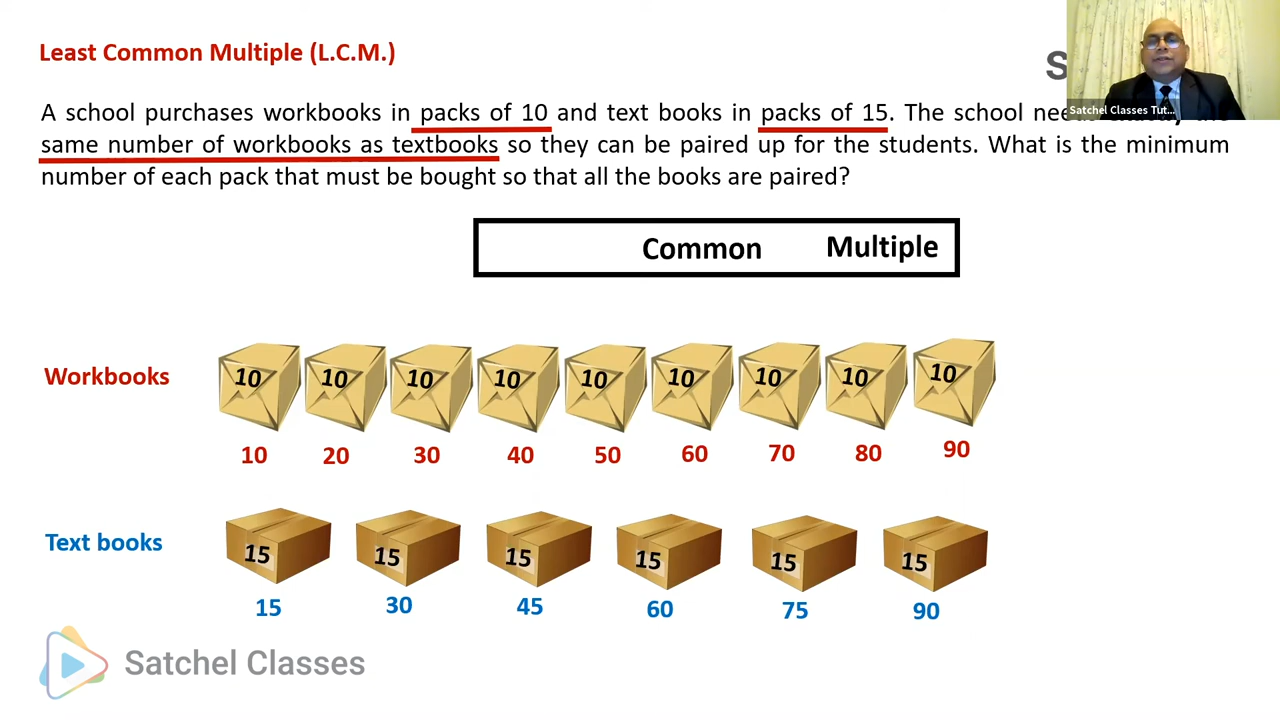 Least Common Multiple (L.C.M.)
S
Satchel Classes Tut...
A school purchases workbooks in packs of 10 and text books in packs of 15. The school
same number of workbooks as textbooks so they can be paired up for the students. What is the minimum
number of each pack that must be bought so that all the books are paired?
Common Multiple
10 10 10 10 10 10 10 10 10
Workbooks
10 20 30 40 50 60 70 80 90
15 15 15 15 15 15
Text books
15 30 45 60 75 90
Satchel Classes